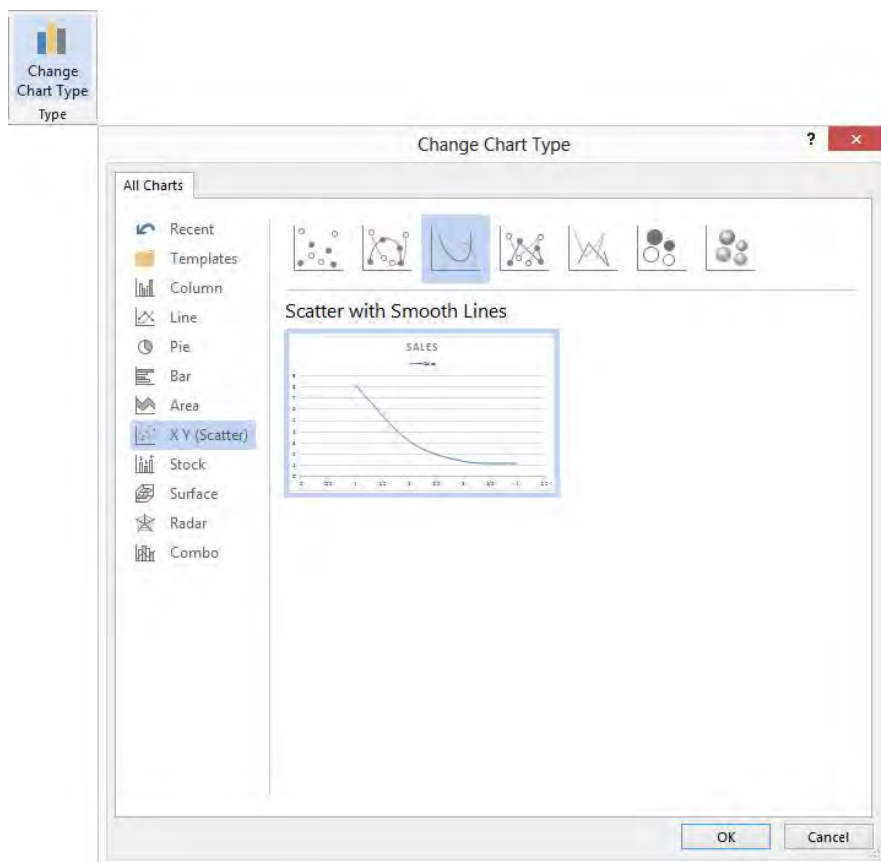 Change
Chart Type
Type
Change Chart Type
?
All Charts
Recent
Templates
Column
Line
Pie
Bar
Area
X Y (Scatter)
Stock
Surface
Radar
Combo
Scatter with Smooth Lines
SALES
OK
Cancel